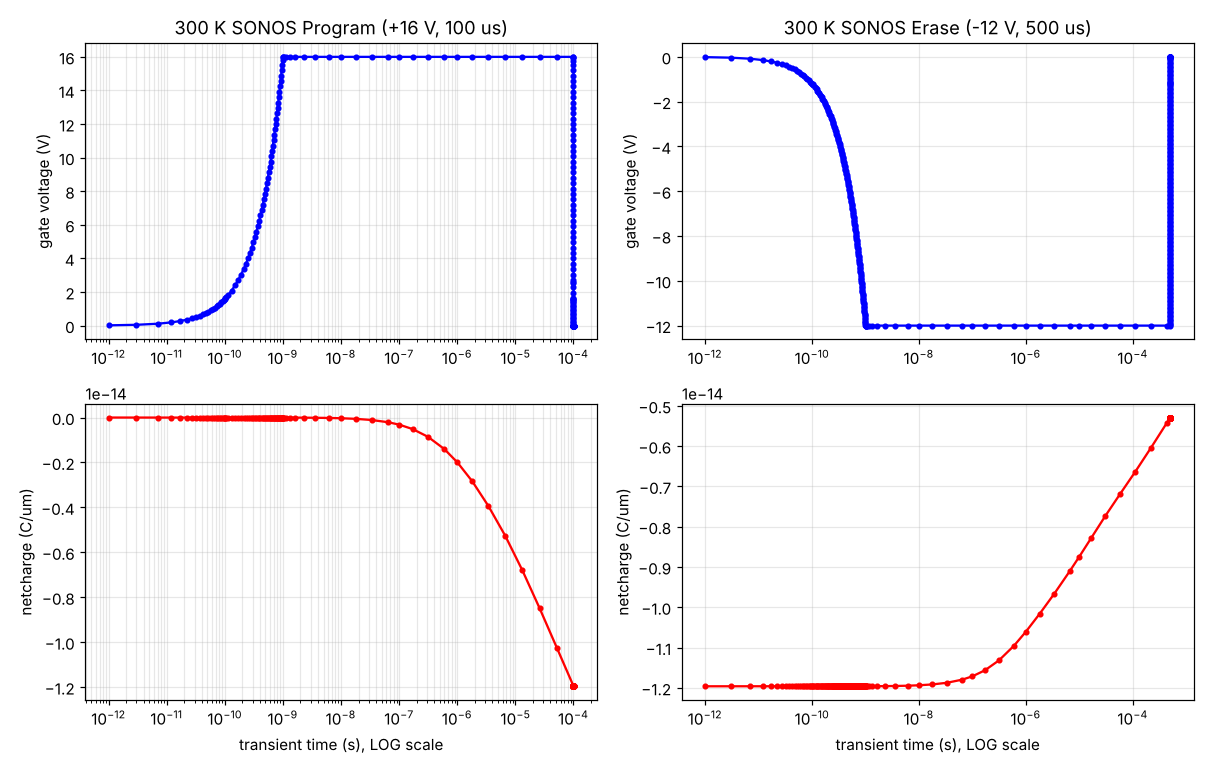 300 K SONOS Program (+16 V, 100 us)
gate voltage (V)
16
14
12
10
8
6
4
2
0
10⁻¹² 10⁻¹¹ 10⁻¹⁰ 10⁻⁹ 10⁻⁸ 10⁻⁷ 10⁻⁶ 10⁻⁵ 10⁻⁴
300 K SONOS Erase (-12 V, 500 us)
gate voltage (V)
0
−2
−4
−6
−8
−10
−12
10⁻¹² 10⁻¹⁰ 10⁻⁸ 10⁻⁶ 10⁻⁴
1e−14
netcharge (C/um)
0.0
−0.2
−0.4
−0.6
−0.8
−1.0
−1.2
10⁻¹² 10⁻¹¹ 10⁻¹⁰ 10⁻⁹ 10⁻⁸ 10⁻⁷ 10⁻⁶ 10⁻⁵ 10⁻⁴
transient time (s), LOG scale
1e−14
netcharge (C/um)
−0.5
−0.6
−0.7
−0.8
−0.9
−1.0
−1.1
−1.2
10⁻¹² 10⁻¹⁰ 10⁻⁸ 10⁻⁶ 10⁻⁴
transient time (s), LOG scale